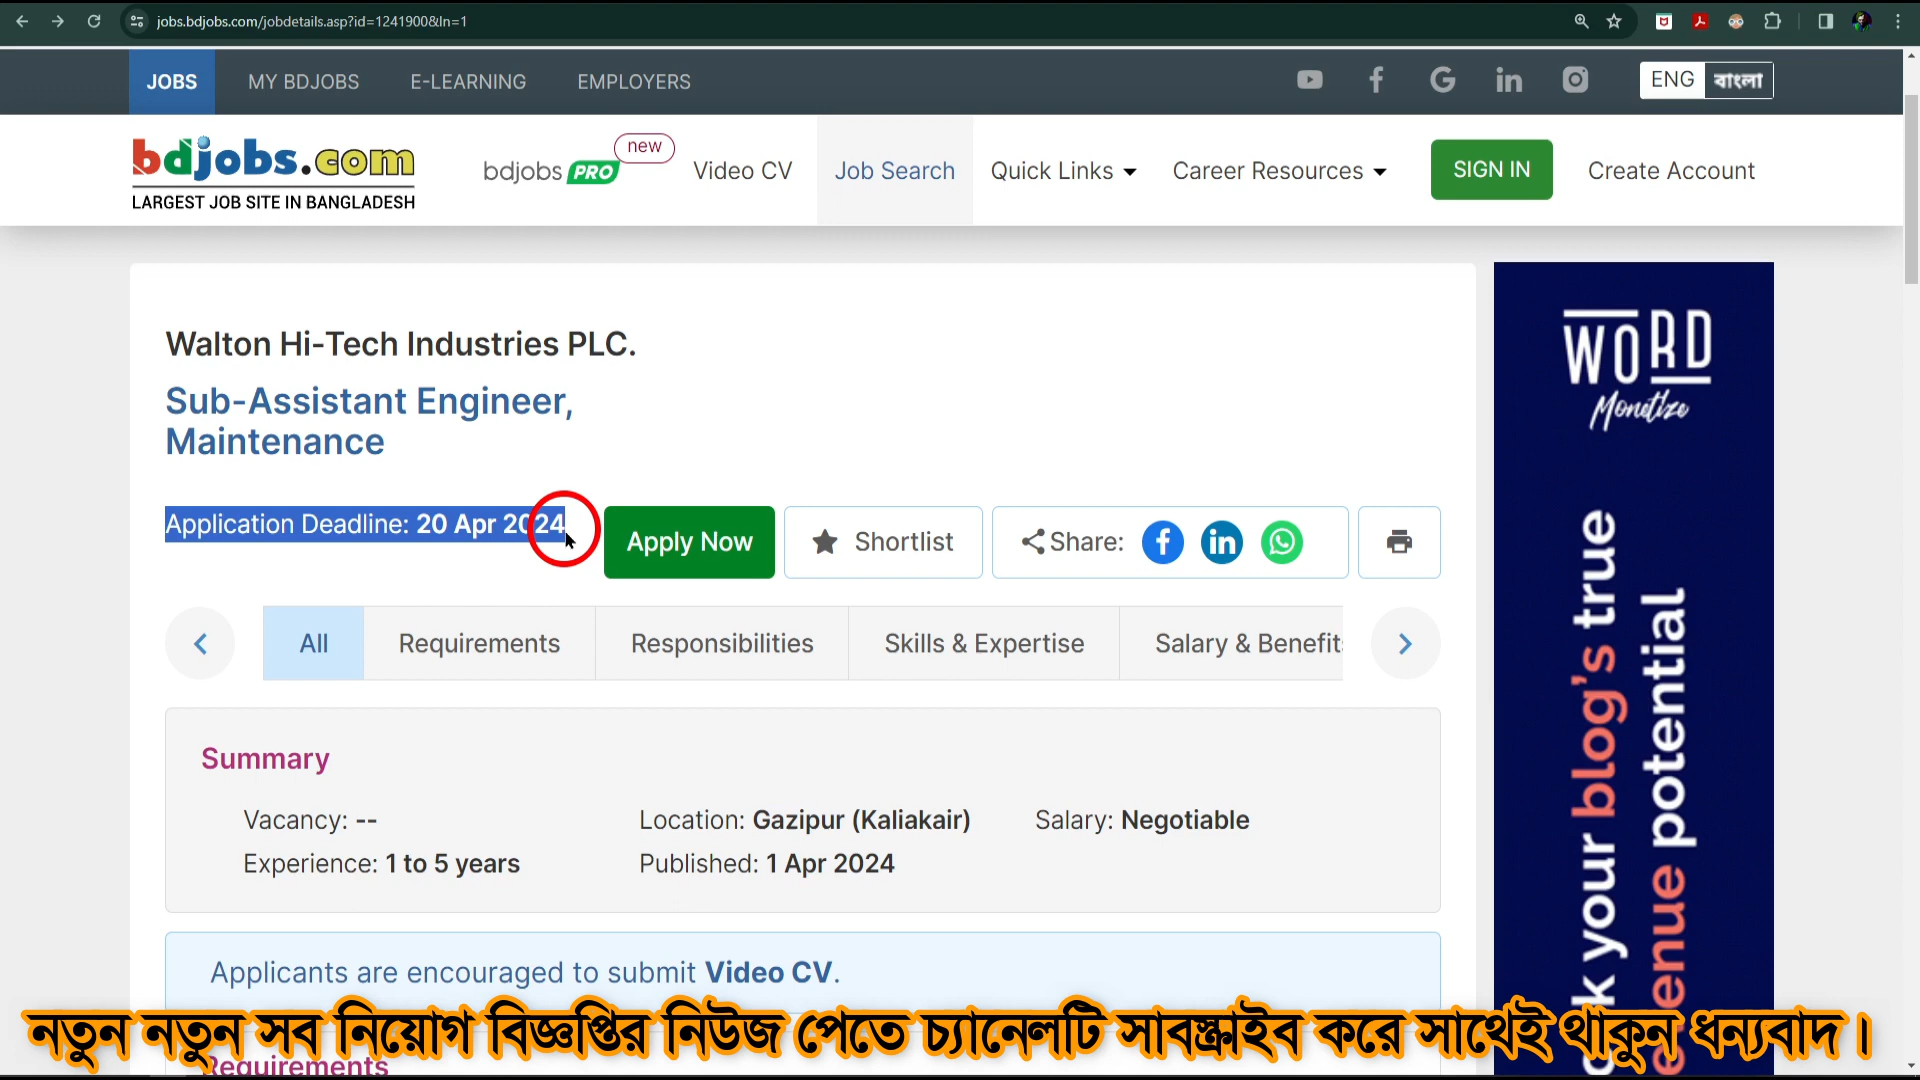 jobs.bdjobs.com/jobdetails.asp?id=1241900&ln=1
JOBS MY BDJOBS E-LEARNING EMPLOYERS ENG বাংলা
bdjobs.com
LARGEST JOB SITE IN BANGLADESH
bdjobs PRO new Video CV Job Search Quick Links Career Resources SIGN IN Create Account
Walton Hi-Tech Industries PLC.
Sub-Assistant Engineer,
Maintenance
Application Deadline: 20 Apr 2024
Apply Now Shortlist Share:
All Requirements Responsibilities Skills & Expertise Salary & Benefit
Summary
Vacancy: -- Location: Gazipur (Kaliakair) Salary: Negotiable
Experience: 1 to 5 years Published: 1 Apr 2024
Applicants are encouraged to submit Video CV.
Requirements
WORD
Monetize
your blog's true
potential
নতুন নতুন সব নিয়োগ বিজ্ঞপ্তির নিউজ পেতে চ্যানেলটি সাবস্ক্রাইব করে সাথেই থাকুন ধন্যবাদ।